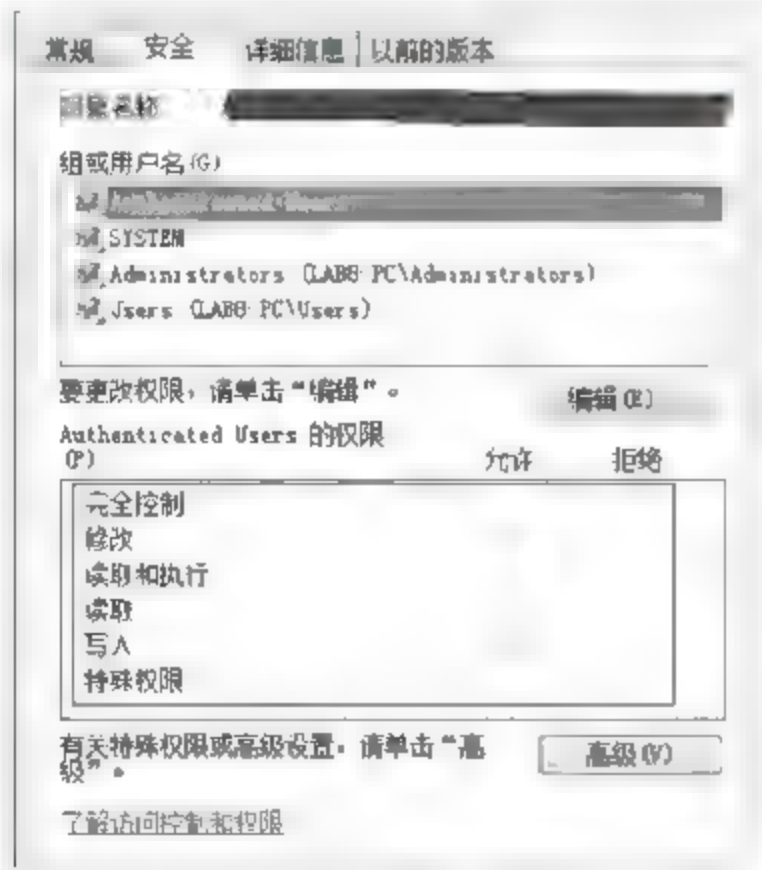 常规 安全 详细信息 以前的版本
对象名称
组或用户名(G)
SYSTEM
Administrators (LAB8-PC\Administrators)
Users (LAB8-PC\Users)
要更改权限，请单击“编辑”。 编辑(E)
Authenticated Users 的权限
(P) 允许 拒绝
完全控制
修改
读取和执行
读取
写入
特殊权限
有关特殊权限或高级设置，请单击“高
级”。 高级(V)
了解访问控制和权限